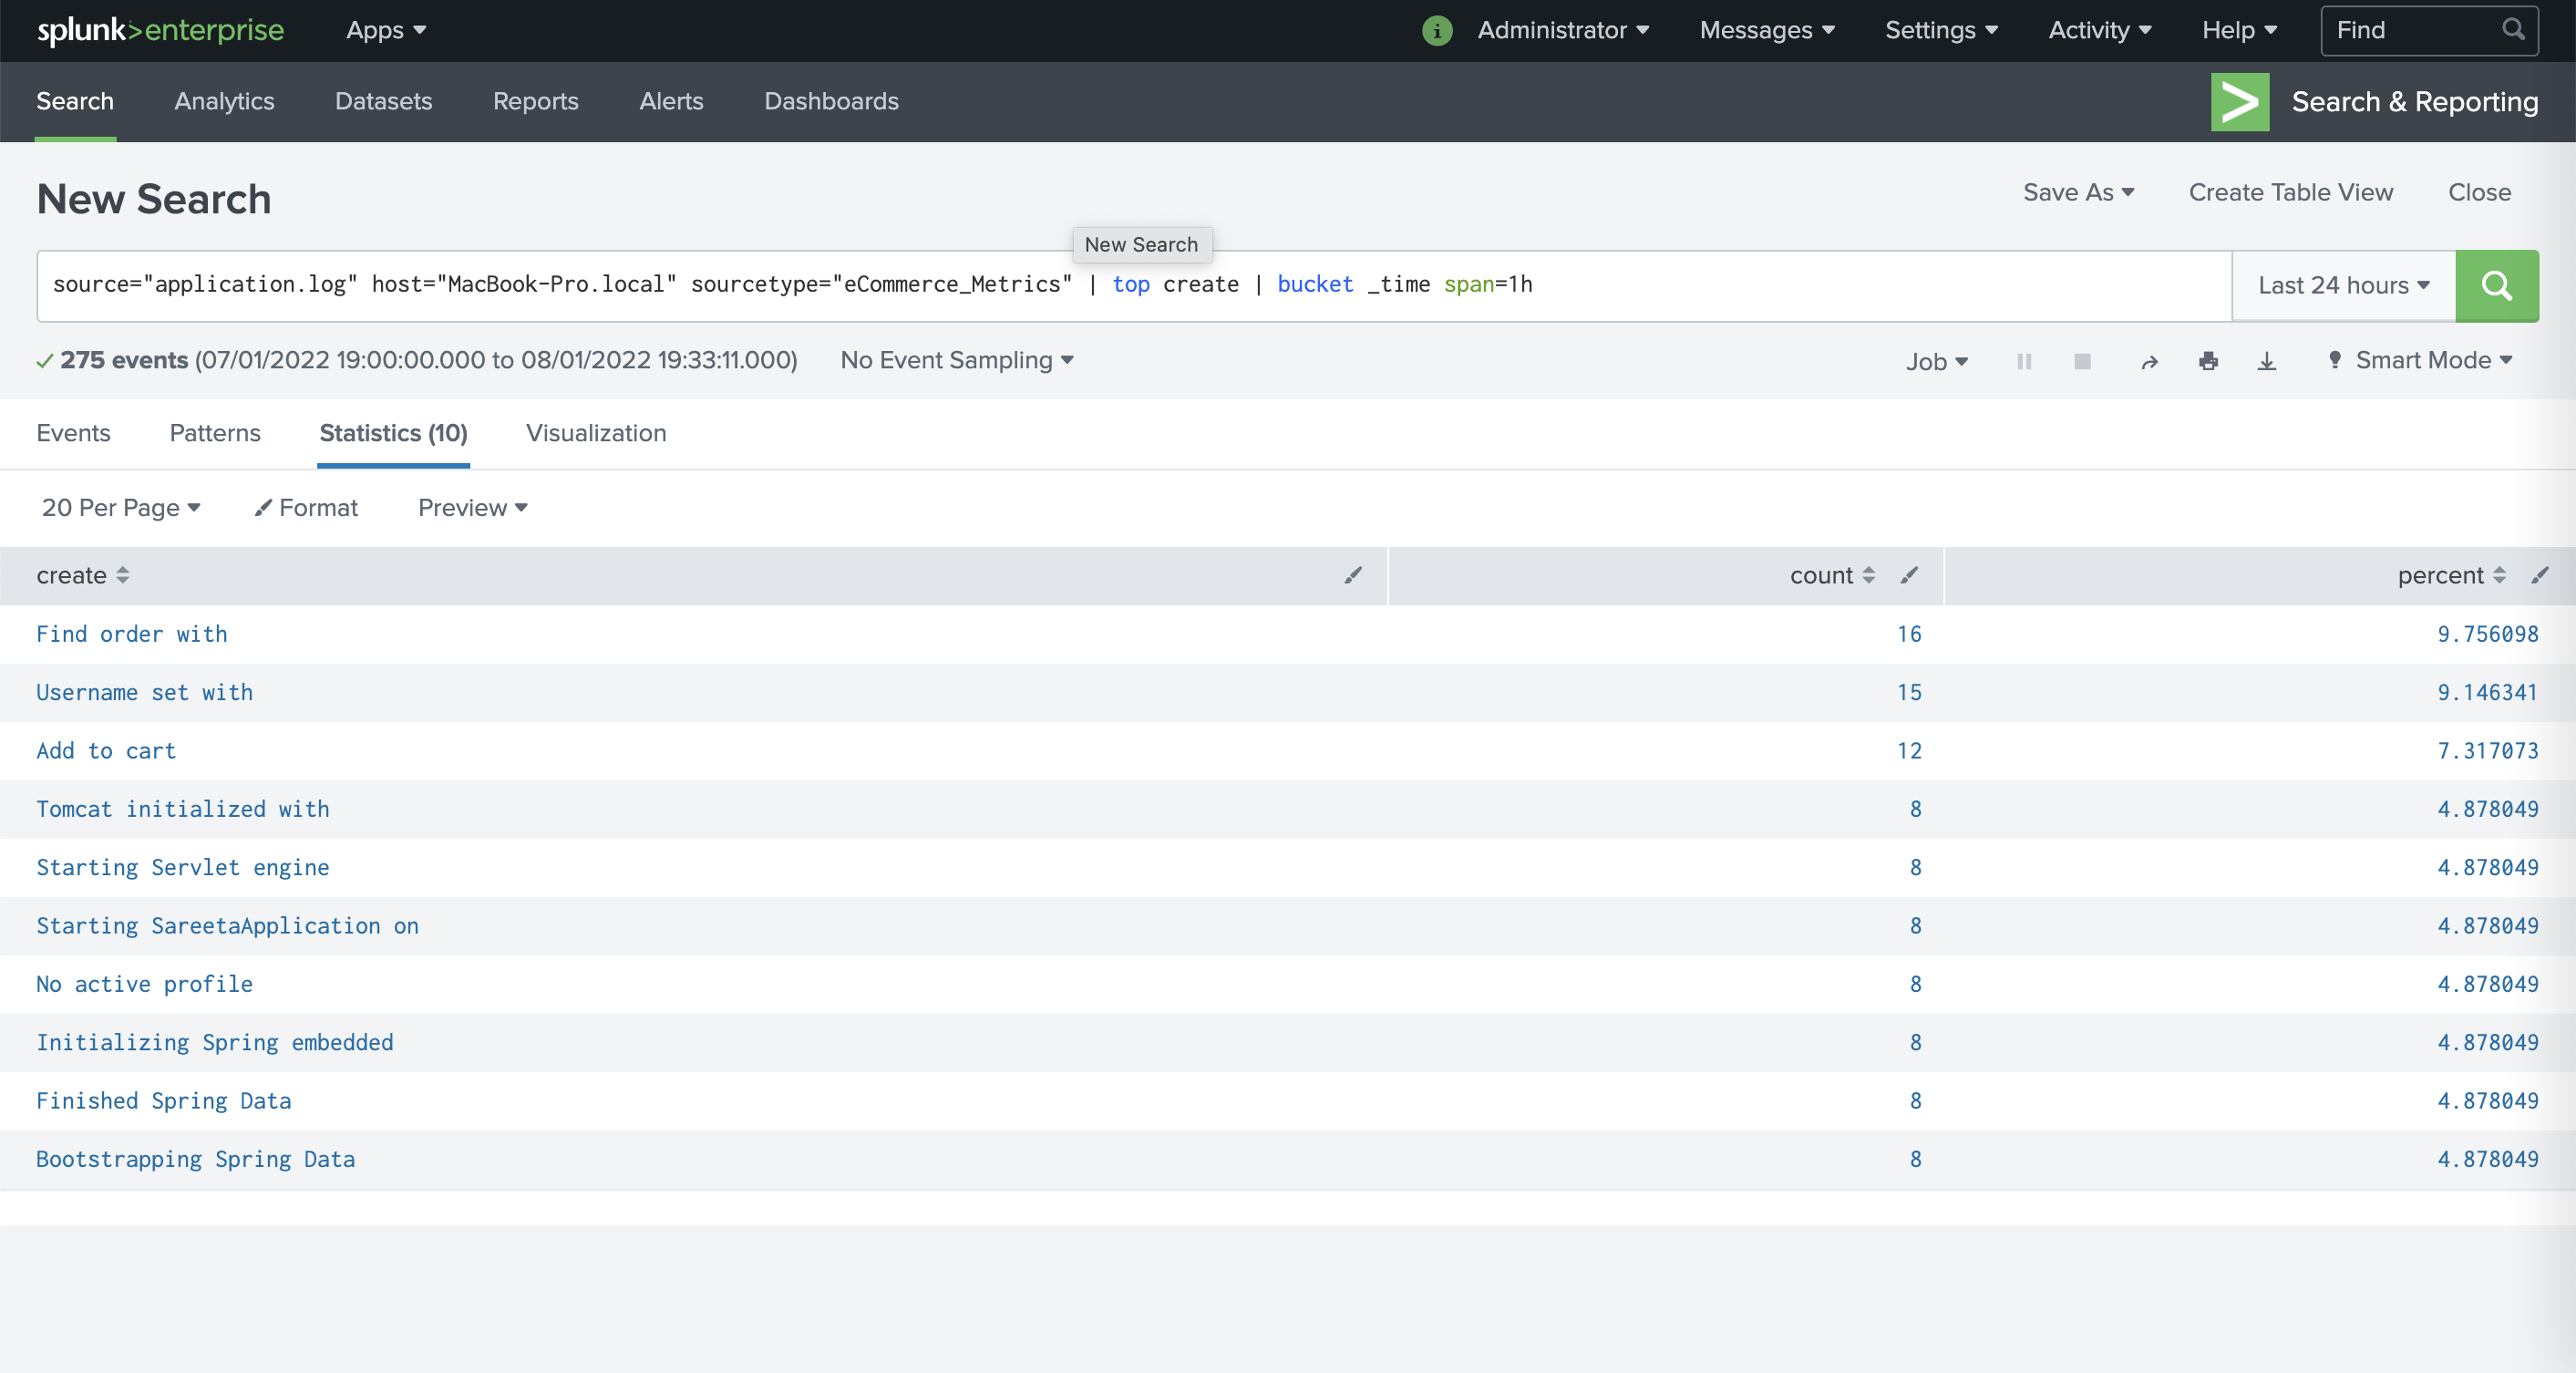 splunk>enterprise Apps Administrator Messages Settings Activity Help Find
Search Analytics Datasets Reports Alerts Dashboards Search & Reporting
New Search Save As Create Table View Close
New Search
source="application.log" host="MacBook-Pro.local" sourcetype="eCommerce_Metrics" | top create | bucket _time span=1h Last 24 hours
275 events (07/01/2022 19:00:00.000 to 08/01/2022 19:33:11.000) No Event Sampling Job Smart Mode
Events Patterns Statistics (10) Visualization
20 Per Page Format Preview
create count percent
Find order with 16 9.756098
Username set with 15 9.146341
Add to cart 12 7.317073
Tomcat initialized with 8 4.878049
Starting Servlet engine 8 4.878049
Starting SareetaApplication on 8 4.878049
No active profile 8 4.878049
Initializing Spring embedded 8 4.878049
Finished Spring Data 8 4.878049
Bootstrapping Spring Data 8 4.878049